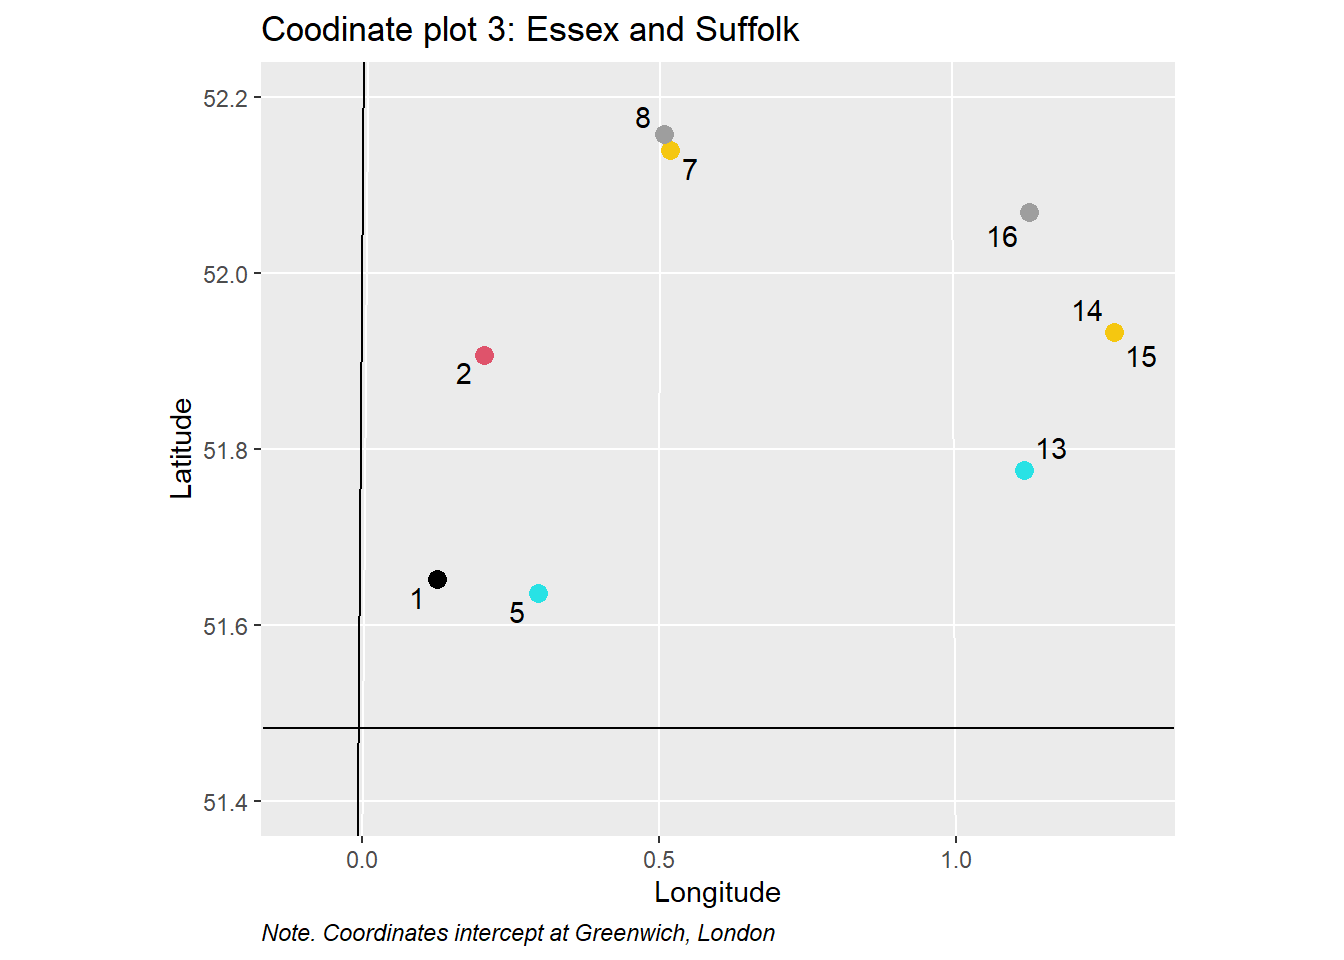 Coodinate plot 3: Essex and Suffolk
52.2
8
7
16
52.0
14
15
2
13
51.8
1
5
51.6
51.4
Latitude
0.0 0.5 1.0
Longitude
Note. Coordinates intercept at Greenwich, London